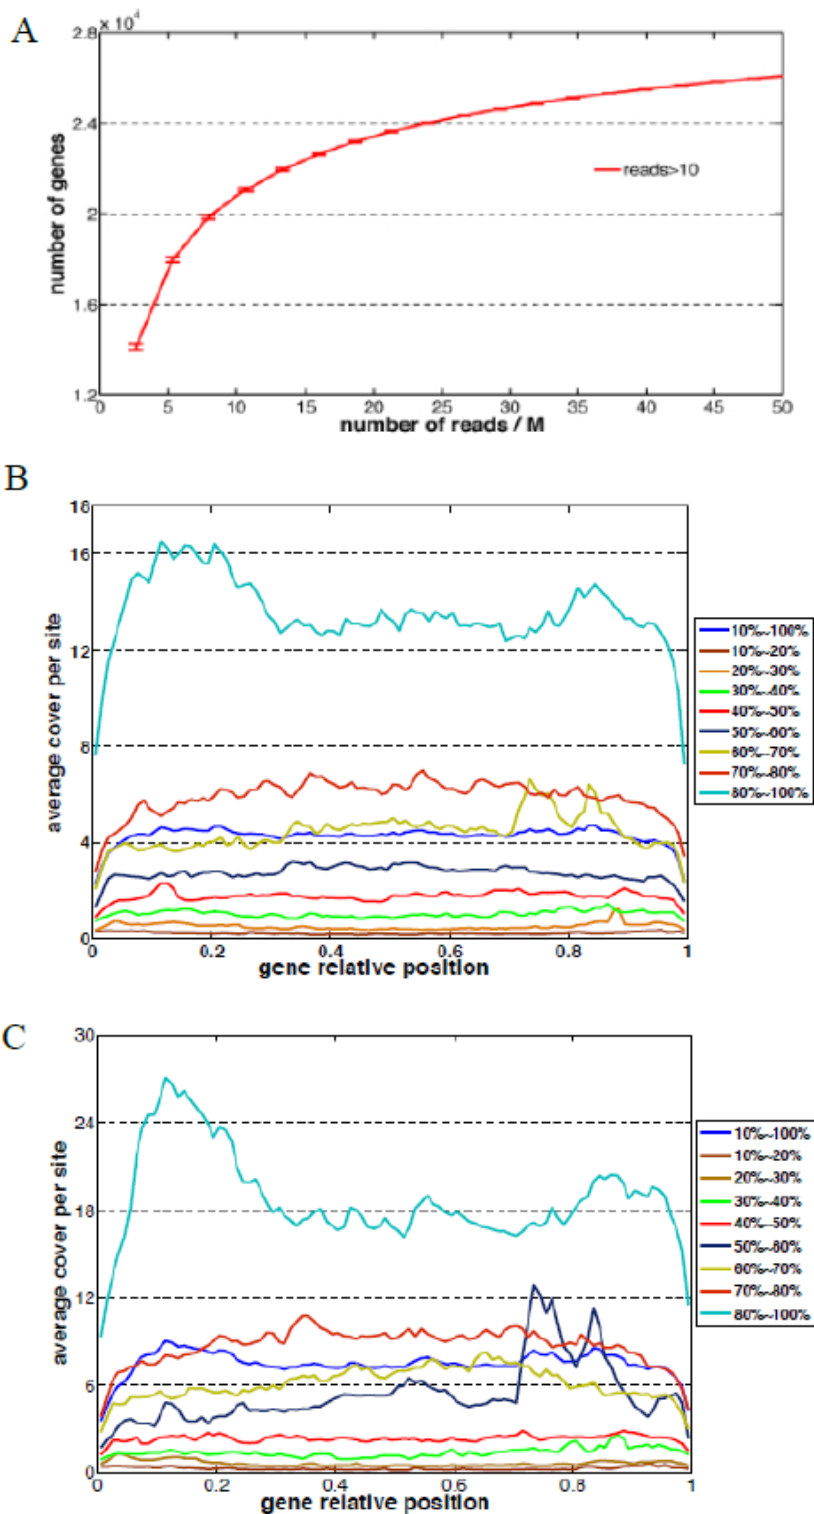 A
2.8 × 10⁴
2.4
2
1.6
1.2
number of genes
reads>10
0 5 10 15 20 25 30 35 40 45 50
number of reads / M
B
18
16
12
8
4
0
average cover per site
10%~100%
10%~20%
20%~30%
30%~40%
40%~50%
50%~60%
60%~70%
70%~80%
80%~100%
0 0.2 0.4 0.6 0.8 1
gene relative position
C
30
24
18
12
6
0
average cover per site
10%~100%
10%~20%
20%~30%
30%~40%
40%~50%
50%~60%
60%~70%
70%~80%
80%~100%
0 0.2 0.4 0.6 0.8 1
gene relative position